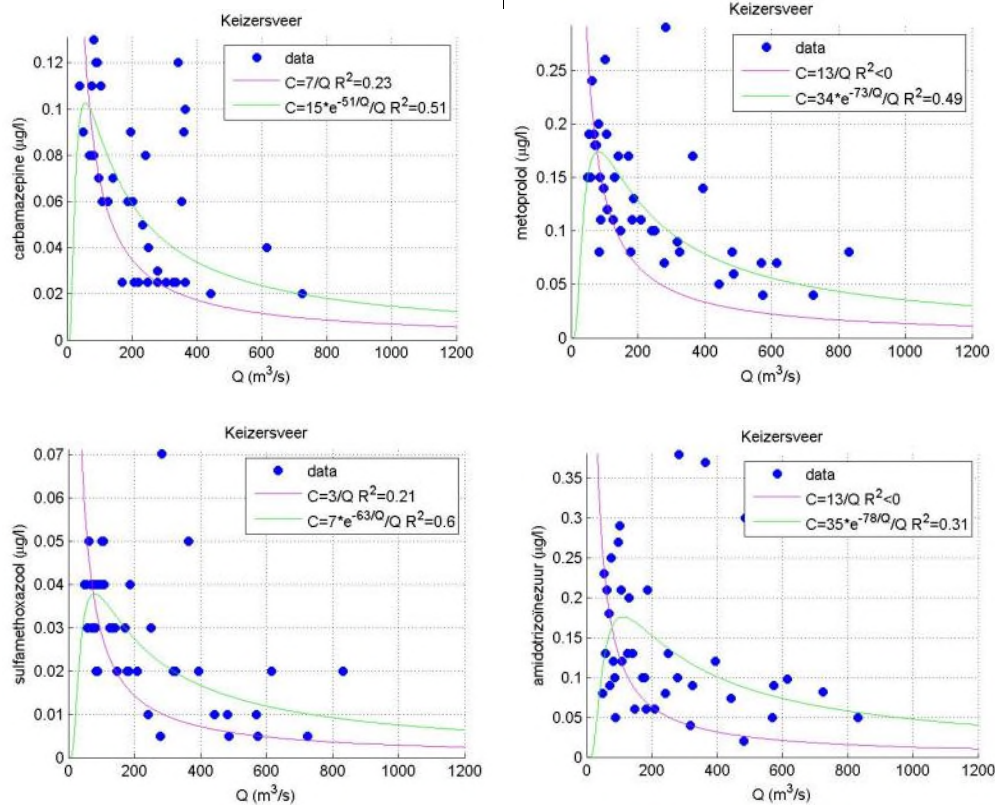 Keizersveer
carbamazepine (µg/l)
0.12
0.1
0.08
0.06
0.04
0.02
0
data
C=7/Q R²=0.23
C=15*e^-51/Q/Q R²=0.51
0 200 400 600 800 1000 1200
Q (m³/s)
Keizersveer
metoprolol (µg/l)
0.25
0.2
0.15
0.1
0.05
0
data
C=13/Q R²<0
C=34*e^-73/Q/Q R²=0.49
0 200 400 600 800 1000 1200
Q (m³/s)
Keizersveer
sulfamethoxazool (µg/l)
0.07
0.06
0.05
0.04
0.03
0.02
0.01
0
data
C=3/Q R²=0.21
C=7*e^-63/Q/Q R²=0.6
0 200 400 600 800 1000 1200
Q (m³/s)
Keizersveer
amidotrizoinezuur (µg/l)
0.35
0.3
0.25
0.2
0.15
0.1
0.05
0
data
C=13/Q R²<0
C=35*e^-78/Q/Q R²=0.31
0 200 400 600 800 1000 1200
Q (m³/s)